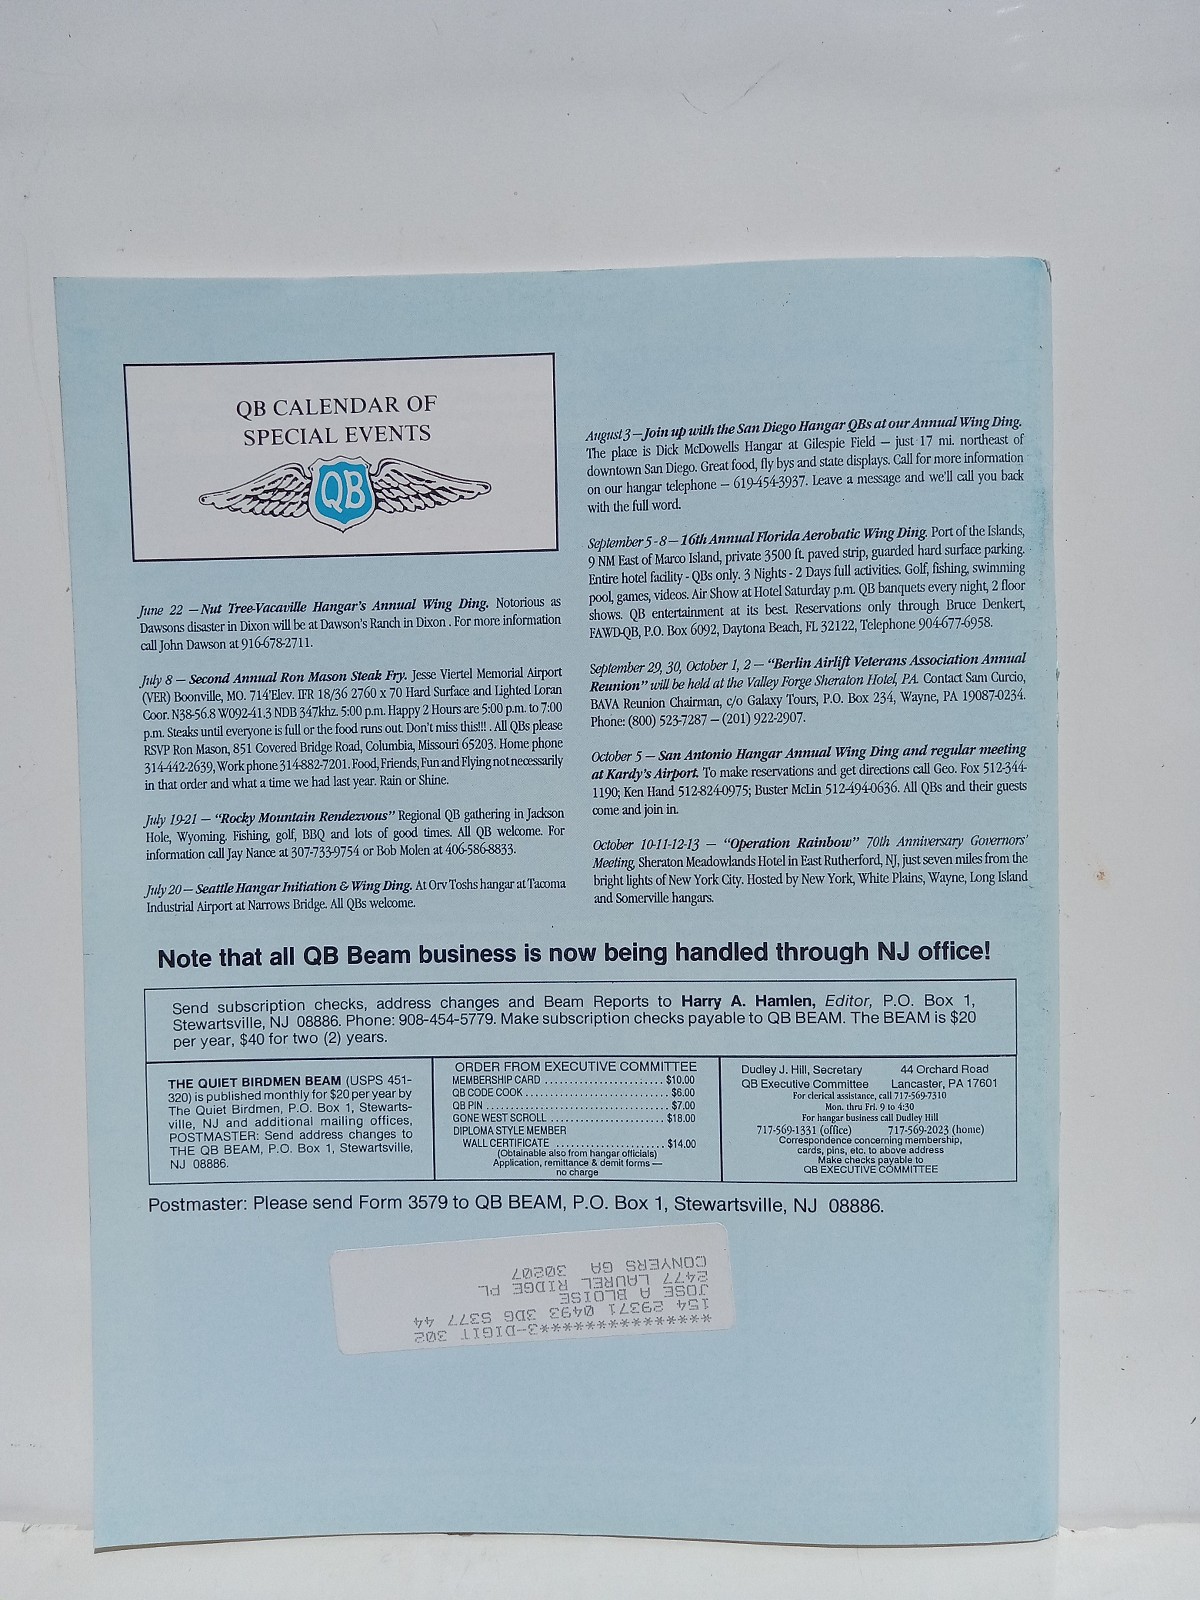 QB CALENDAR OF
SPECIAL EVENTS
QB
June 22 — Nut Tree-Vacaville Hangar's Annual Wing Ding. Notorious as
Dawsons disaster in Dixon will be at Dawson's Ranch in Dixon . For more information
call John Dawson at 916-678-2711.
July 8 — Second Annual Ron Mason Steak Fry. Jesse Viertel Memorial Airport
(VER) Boonville, MO. 714'Elev. IFR 18/36 2760 x 70 Hard Surface and Lighted Loran
Coor. N38-56.8 W092-41.3 NDB 347khz. 5:00 p.m. Happy 2 Hours are 5:00 p.m. to 7:00
p.m. Steaks until everyone is full or the food runs out. Don't miss this!!! . All QBs please
RSVP Ron Mason, 851 Covered Bridge Road, Columbia, Missouri 65203. Home phone
314-442-2639, Work phone 314-882-7201. Food, Friends, Fun and Flying not necessarily
in that order and what a time we had last year. Rain or Shine.
July 19-21 — "Rocky Mountain Rendezvous" Regional QB gathering in Jackson
Hole, Wyoming. Fishing, golf, BBQ and lots of good times. All QB welcome. For
information call Jay Nance at 307-733-9754 or Bob Molen at 406-586-8833.
July 20 — Seattle Hangar Initiation & Wing Ding. At Orv Toshs hangar at Tacoma
Industrial Airport at Narrows Bridge. All QBs welcome.
August 3 — Join up with the San Diego Hangar QBs at our Annual Wing Ding.
The place is Dick McDowells Hangar at Gilespie Field — just 17 mi. northeast of
downtown San Diego. Great food, fly bys and state displays. Call for more information
on our hangar telephone — 619-454-3937. Leave a message and we'll call you back
with the full word.
September 5 - 8 — 16th Annual Florida Aerobatic Wing Ding. Port of the Islands,
9 NM East of Marco Island, private 3500 ft. paved strip, guarded hard surface parking.
Entire hotel facility - QBs only. 3 Nights - 2 Days full activities. Golf, fishing, swimming
pool, games, videos. Air Show at Hotel Saturday p.m. QB banquets every night, 2 floor
shows. QB entertainment at its best. Reservations only through Bruce Denkert,
FAWD-QB, P.O. Box 6092, Daytona Beach, FL 32122, Telephone 904-677-6958.
September 29, 30, October 1, 2 — "Berlin Airlift Veterans Association Annual
Reunion" will be held at the Valley Forge Sheraton Hotel, PA. Contact Sam Curcio,
BAVA Reunion Chairman, c/o Galaxy Tours, P.O. Box 234, Wayne, PA 19087-0234.
Phone: (800) 523-7287 — (201) 922-2907.
October 5 — San Antonio Hangar Annual Wing Ding and regular meeting
at Kardy's Airport. To make reservations and get directions call Geo. Fox 512-344-
1190; Ken Hand 512-824-0975; Buster McLin 512-494-0636. All QBs and their guests
come and join in.
October 10-11-12-13 — "Operation Rainbow" 70th Anniversary Governors'
Meeting, Sheraton Meadowlands Hotel in East Rutherford, NJ, just seven miles from the
bright lights of New York City. Hosted by New York, White Plains, Wayne, Long Island
and Somerville hangars.
Note that all QB Beam business is now being handled through NJ office!
Send subscription checks, address changes and Beam Reports to Harry A. Hamlen, Editor, P.O. Box 1,
Stewartsville, NJ 08886. Phone: 908-454-5779. Make subscription checks payable to QB BEAM. The BEAM is $20
per year, $40 for two (2) years.
THE QUIET BIRDMEN BEAM (USPS 451-
320) is published monthly for $20 per year by
The Quiet Birdmen, P.O. Box 1, Stewarts-
ville, NJ and additional mailing offices,
POSTMASTER: Send address changes to
THE QB BEAM, P.O. Box 1, Stewartsville,
NJ 08886.
ORDER FROM EXECUTIVE COMMITTEE
MEMBERSHIP CARD ........................ $10.00
QB CODE COOK ............................. $6.00
QB PIN ...................................... $7.00
GONE WEST SCROLL ....................... $18.00
DIPLOMA STYLE MEMBER
WALL CERTIFICATE ...................... $14.00
(Obtainable also from hangar officials)
Application, remittance & demit forms —
no charge
Dudley J. Hill, Secretary 44 Orchard Road
QB Executive Committee Lancaster, PA 17601
For clerical assistance, call 717-569-7310
Mon. thru Fri. 9 to 4:30
For hangar business call Dudley Hill
717-569-1331 (office) 717-569-2023 (home)
Correspondence concerning membership,
cards, pins, etc. to above address
Make checks payable to
QB EXECUTIVE COMMITTEE
Postmaster: Please send Form 3579 to QB BEAM, P.O. Box 1, Stewartsville, NJ 08886.
*****************3-DIGIT 302
154 29371 0493 3DG S377 44
JOSE A BLOISE
2477 LAUREL RIDGE PL
CONYERS GA 30207